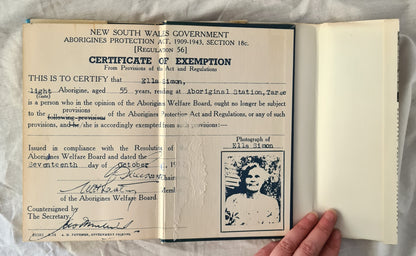 NEW SOUTH WALES GOVERNMENT
ABORIGINES PROTECTION ACT, 1909-1943, SECTION 18c.
[REGULATION 56]
CERTIFICATE OF EXEMPTION
From Provisions of the Act and Regulations
THIS IS TO CERTIFY that Ella Simon,
light Aborigine, aged 55 years, residing at Aboriginal Station, Taree
(Caste)
is a person who in the opinion of the Aborigines Welfare Board, ought no longer be subject
provisions
to the following provisions of the Aborigines Protection Act and Regulations, or any of such
provisions, and he/she is accordingly exempted from such provisions:—
Photograph of
Ella Simon
Issued in compliance with the Resolution of
Aborigines Welfare Board and dated the
Seventeenth day of October
of the Aborigines Welfare Board.
Countersigned by
The Secretary.
GOVERNMENT PRINTER